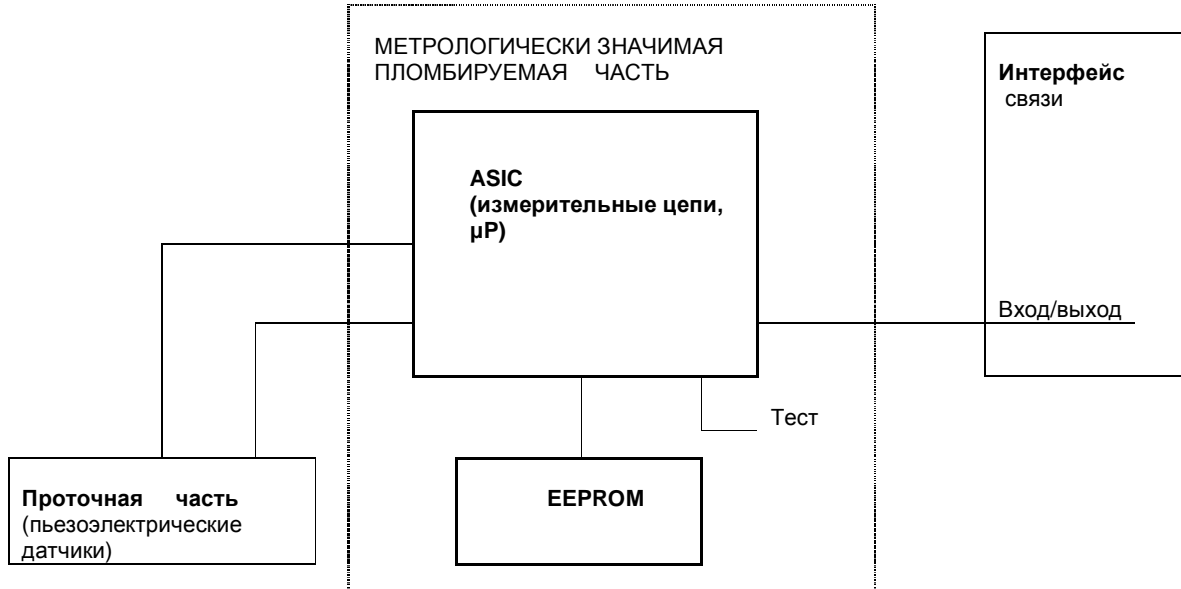 МЕТРОЛОГИЧЕСКИ ЗНАЧИМАЯ
ПЛОМБИРУЕМАЯ ЧАСТЬ
Интерфейс
связи
ASIC
(измерительные цепи,
μP)
Вход/выход
Тест
Проточная часть
(пьезоэлектрические
датчики)
EEPROM